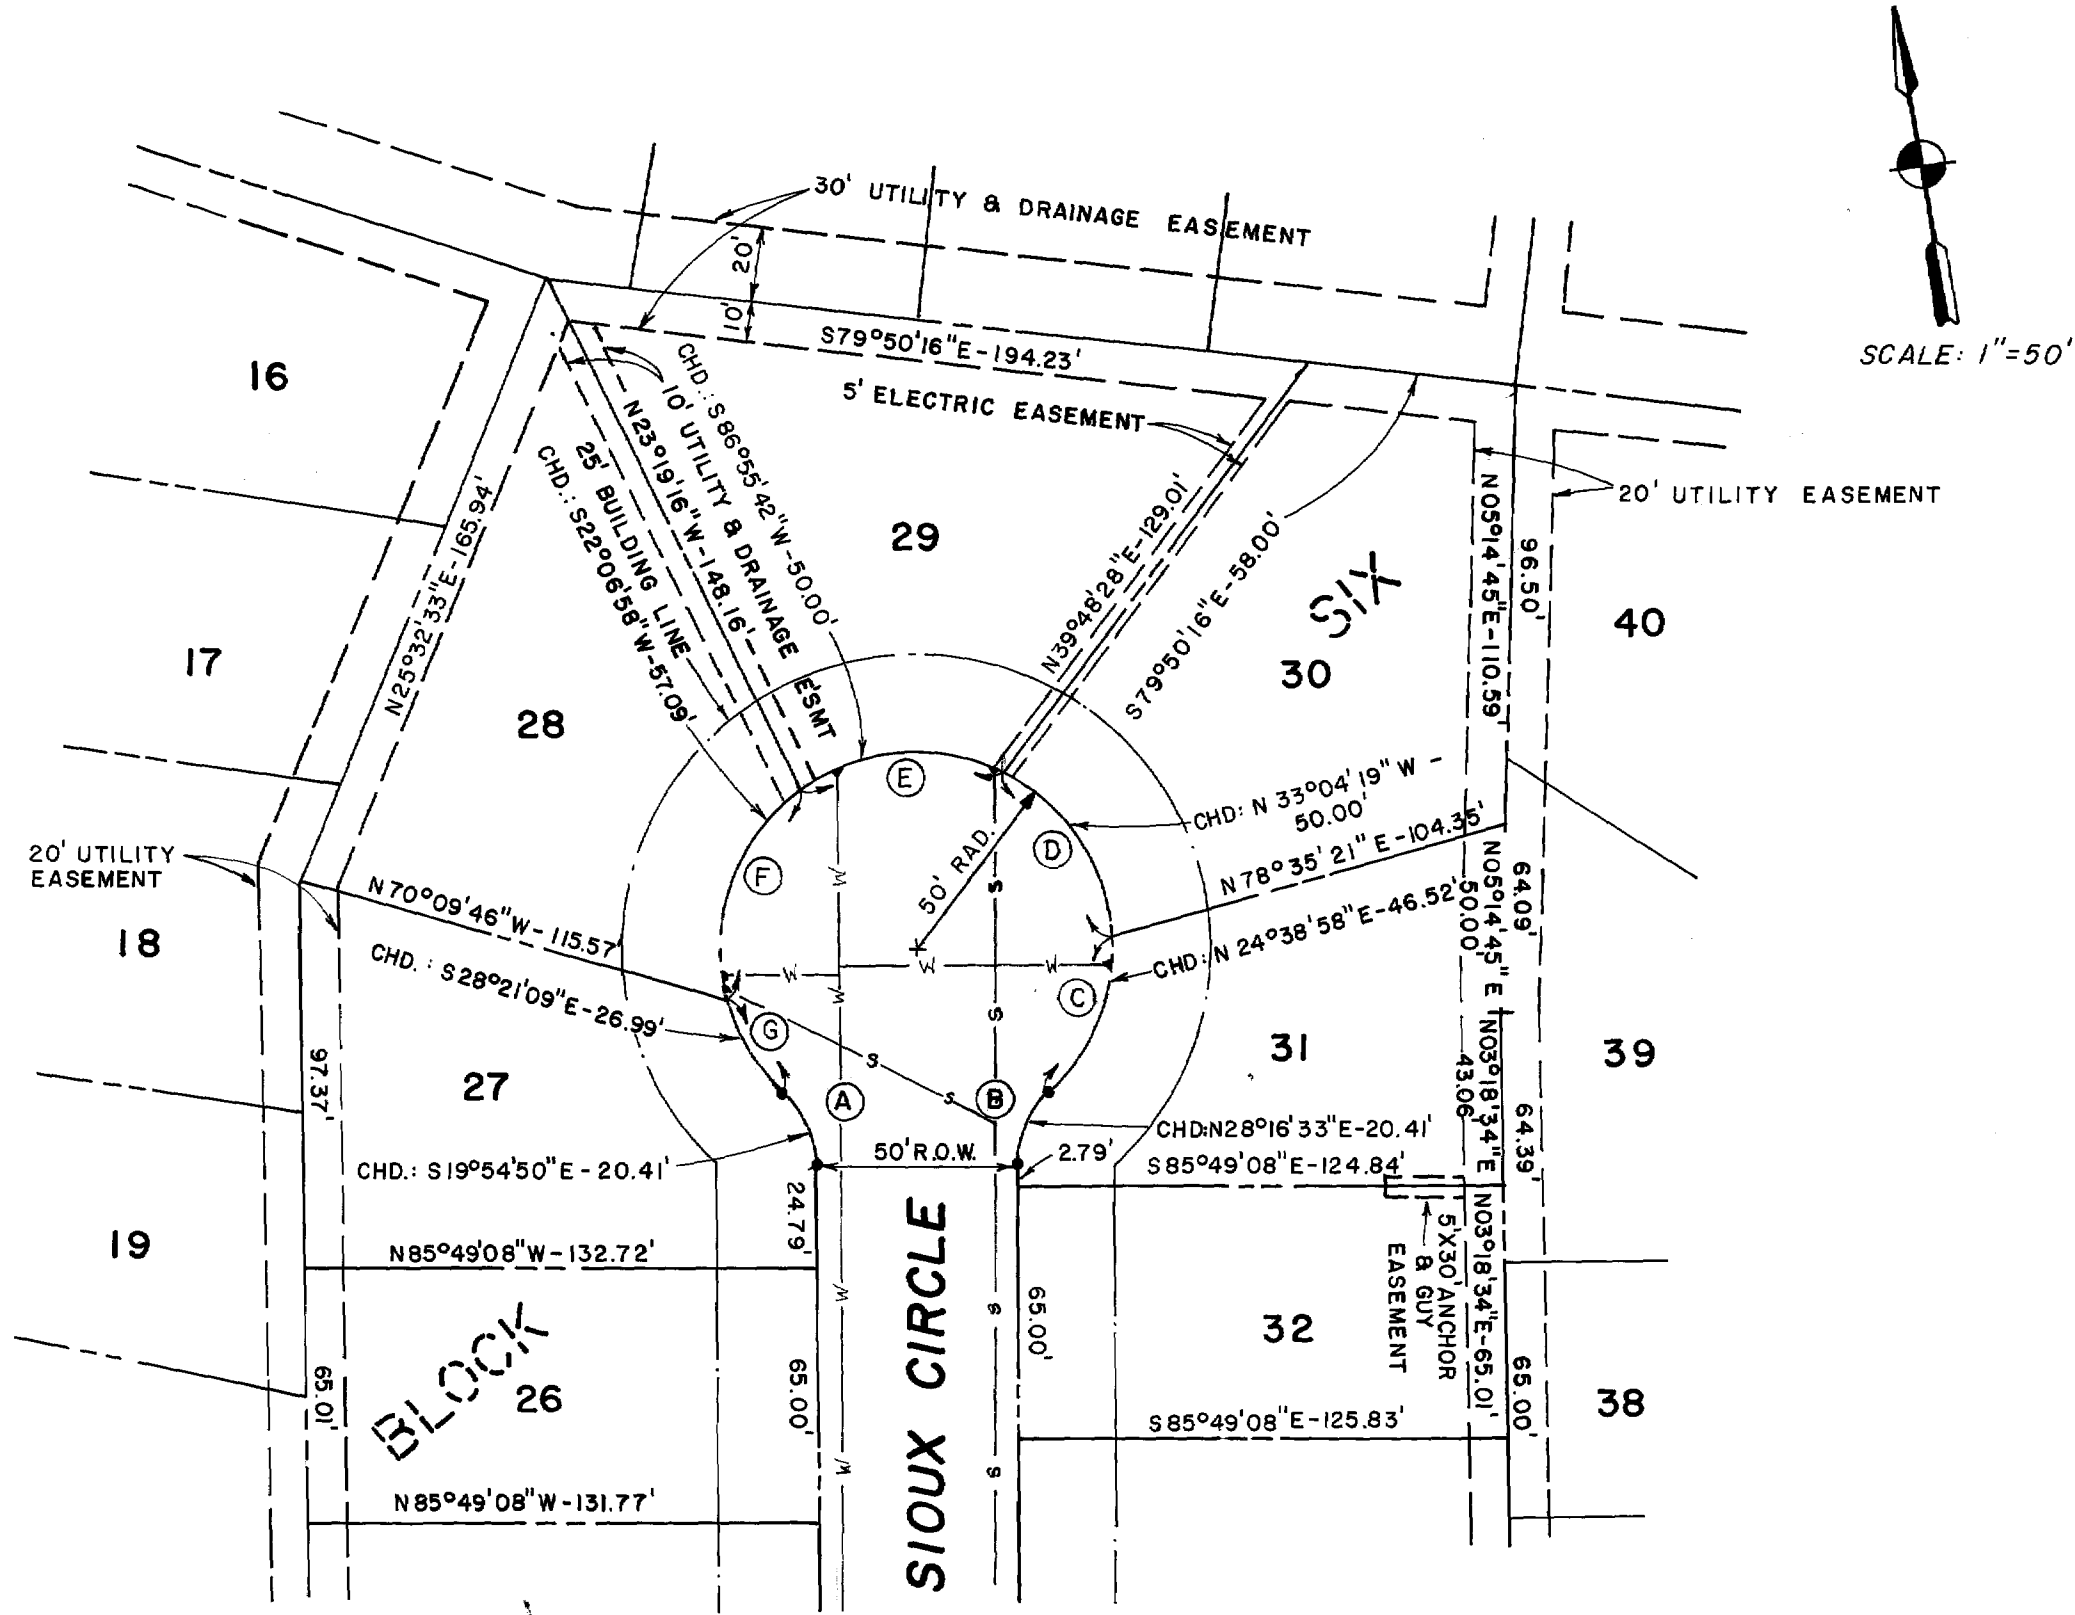 30' UTILITY & DRAINAGE EASEMENT
20'
10'
SCALE: 1"=50'
S79°50'16"E-194.23'
5' ELECTRIC EASEMENT
16
CHD.: S86°55'42"W-50.00'
10' UTILITY & DRAINAGE ES'MT
N23°19'16"W-148.16'
25' BUILDING LINE
CHD.: S22°06'58"W-57.09'
N25°32'33"E-165.94'
29
N39°48'28"E-129.01'
S79°50'16"E-58.00'
20' UTILITY EASEMENT
N05°14'45"E-110.59'
96.50'
SIX
40
17
28
30
E
CHD: N 33°04'19" W -
50.00'
N 78°35'21" E-104.35'
D
50' RAD.
F
20' UTILITY
EASEMENT
N70°09'46"W-115.57'
CHD: N 24°38'58"E-46.52'
N05°14'45"E
50.00'
64.09'
18
CHD.: S28°21'09"E-26.99'
W W W
W
W
S
S
C
G
31
39
27
97.37'
N03°18'34"E
43.06'
64.39'
A
B
S
S
CHD:N28°16'33"E-20.41'
50' R.O.W.
2.79'
CHD.: S19°54'50"E-20.41'
S85°49'08"E-124.84'
24.79'
19
N85°49'08"W-132.72'
5'X30' ANCHOR
& GUY
EASEMENT
N03°18'34"E-65.01'
65.00'
SIOUX CIRCLE
W
S
65.00'
32
BLOCK
26
65.01'
65.00'
38
S85°49'08"E-125.83'
W
S
N85°49'08"W-131.77'